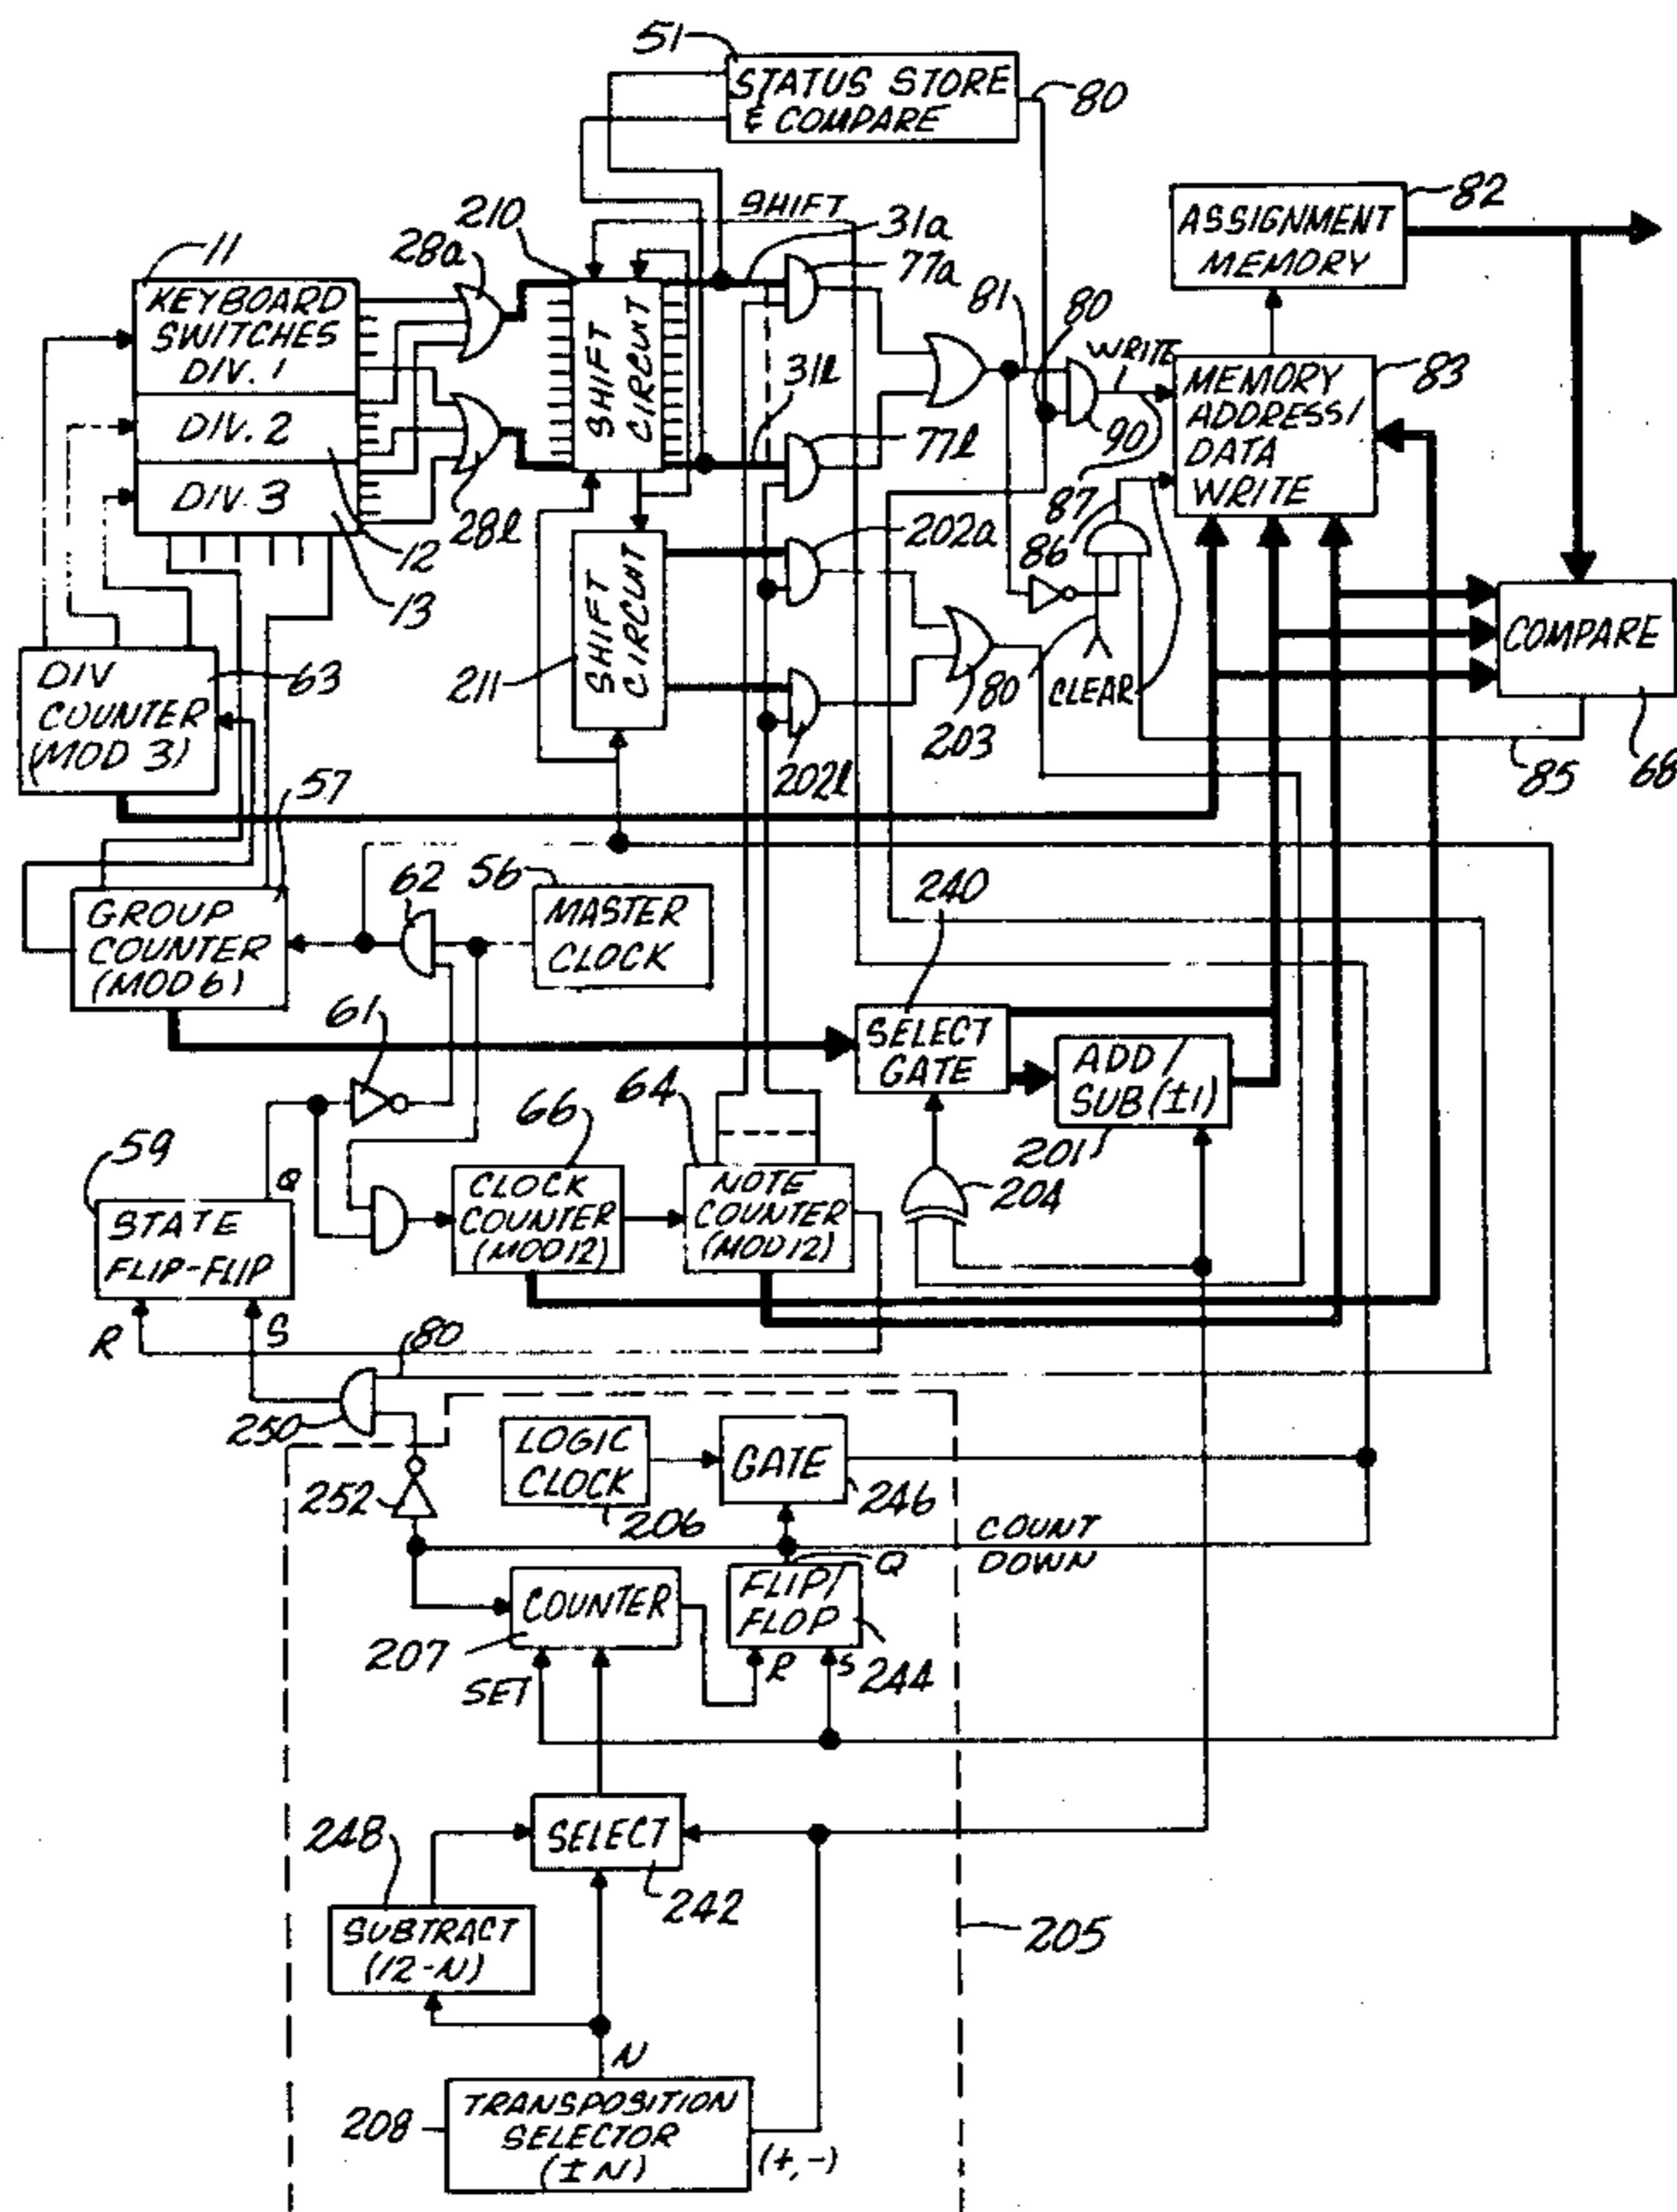 51
STATUS STORE
& COMPARE
80
82
ASSIGNMENT
MEMORY
210
SHIFT
11
28a
31a
77a
KEYBOARD
SWITCHES
DIV. 1
SHIFT
CIRCUNT
81
80
WRITE
83
MEMORY
ADDRESS/
DATA
WRITE
31l
DIV. 2
77l
90
DIV. 3
87
12
28l
202a
86
13
SHIFT
CIRCUNT
COMPARE
DIV
COUNTER
(MOD 3)
63
211
80
CLEAR
203
202l
85
68
57
62
56
MASTER
CLOCK
240
GROUP
COUNTER
(MOD 6)
61
SELECT
GATE
ADD/
SUB (±1)
66
64
201
59
Q
CLOCK
COUNTER
(MOD 12)
NOTE
COUNTER
(MOD 12)
204
STATE
FLIP-FLIP
R
S
80
250
LOGIC
CLOCK
GATE
252
206
246
COUNT
DOWN
Q
COUNTER
FLIP/
FLOP
207
SET
R
S
244
248
SELECT
242
SUBTRACT
(12-N)
205
N
208
TRANSPOSITION
SELECTOR
(±N)
(+,-)